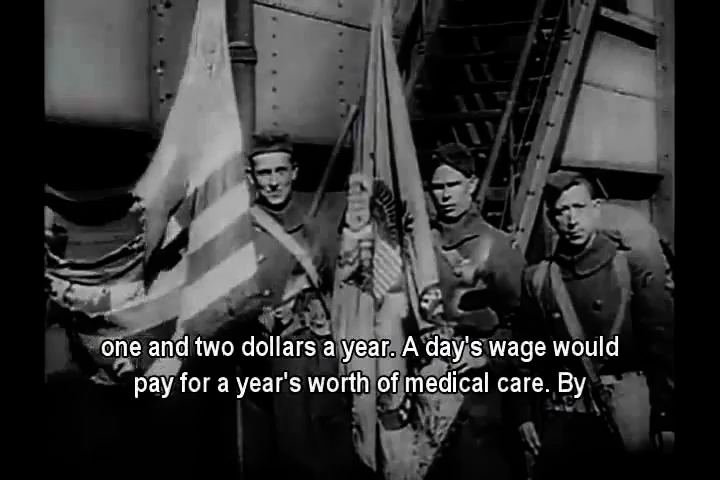 one and two dollars a year. A day's wage would
pay for a year's worth of medical care. By